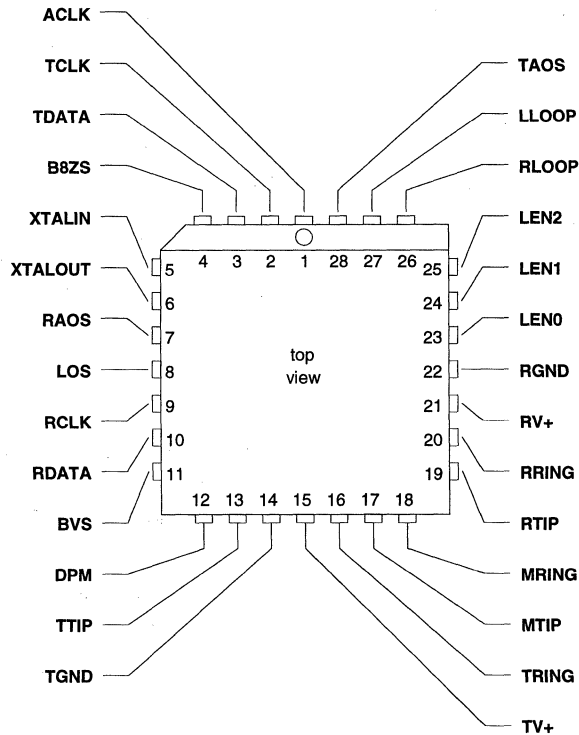 ACLK
TCLK
TAOS
TDATA
LLOOP
B8ZS
RLOOP
XTALIN
LEN2
4 3 2 1 28 27 26
5
25
XTALOUT
LEN1
6
24
RAOS
LEN0
7
23
top
view
LOS
8
22
RGND
RCLK
9
21
RV+
RDATA
10
20
RRING
11
19
BVS
RTIP
12 13 14 15 16 17 18
DPM
MRING
TTIP
MTIP
TGND
TRING
TV+